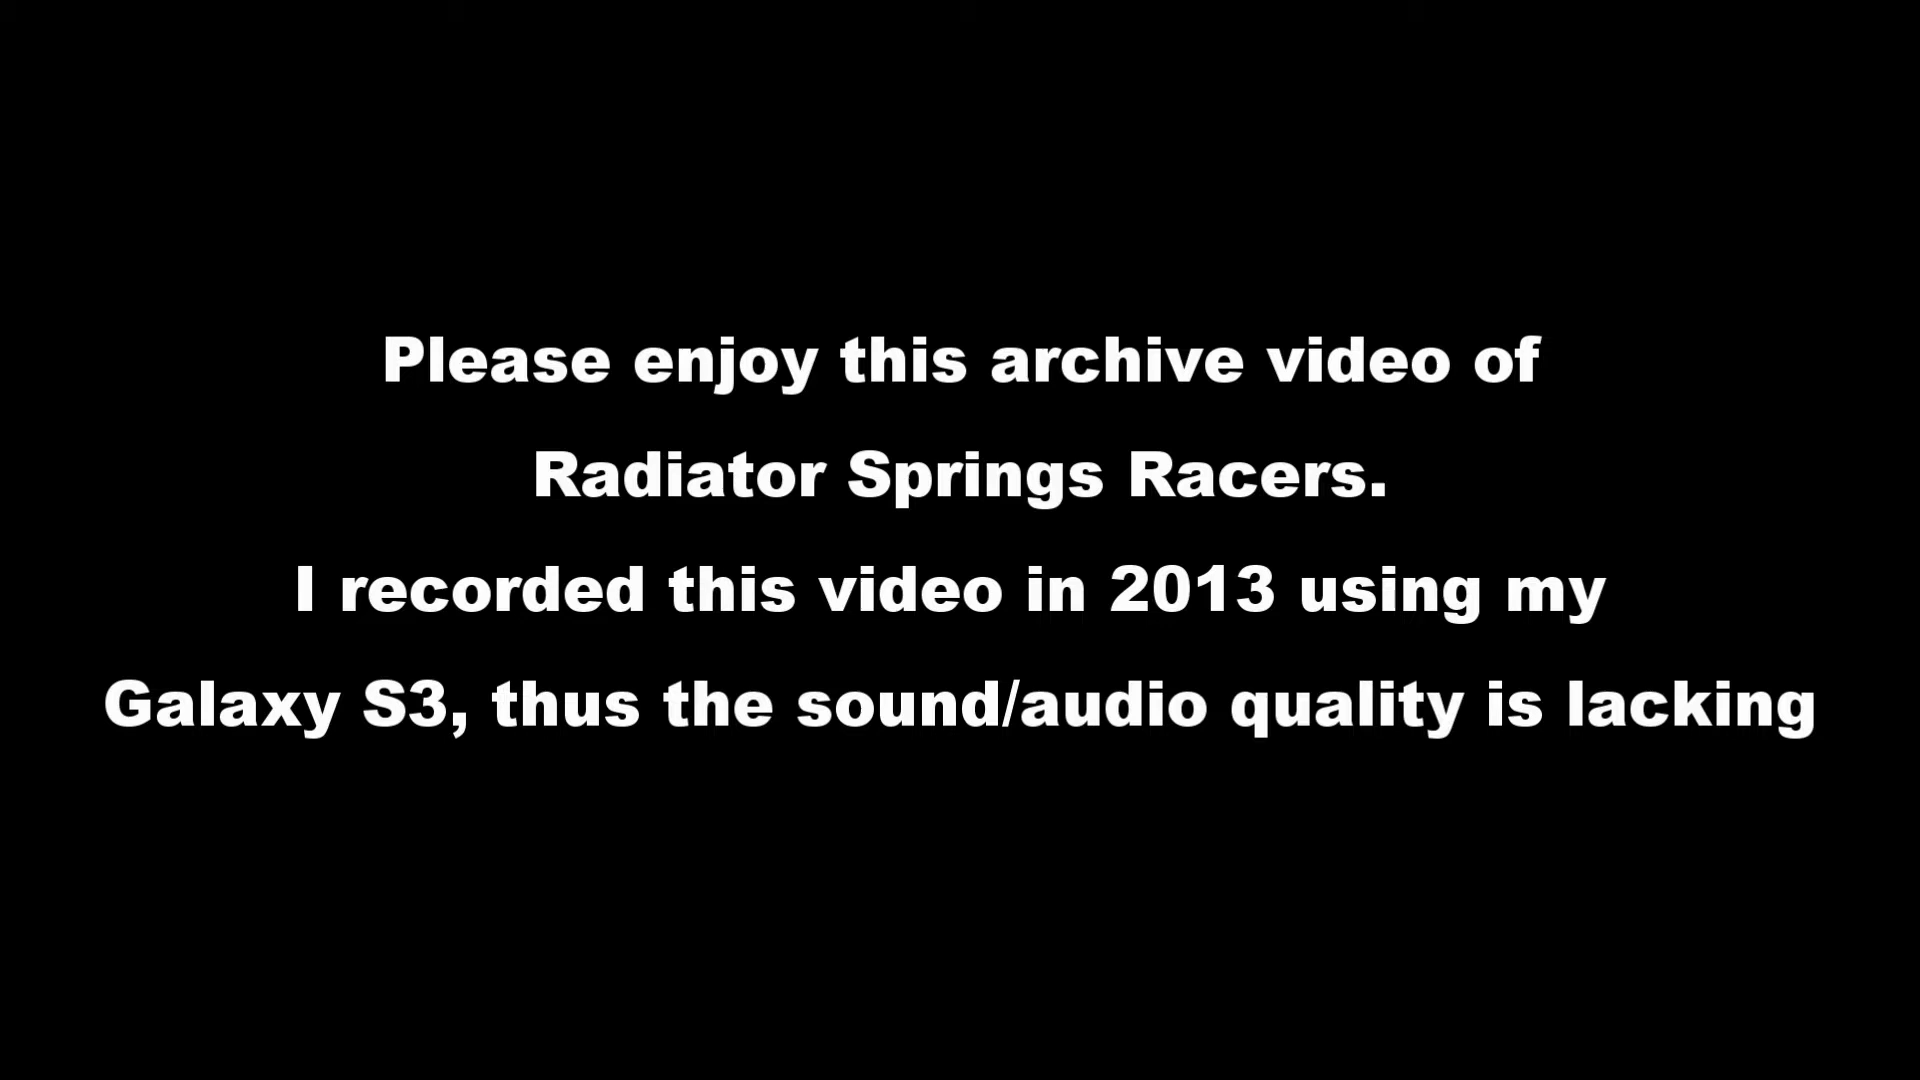 Please enjoy this archive video of
Radiator Springs Racers.
I recorded this video in 2013 using my
Galaxy S3, thus the sound/audio quality is lacking